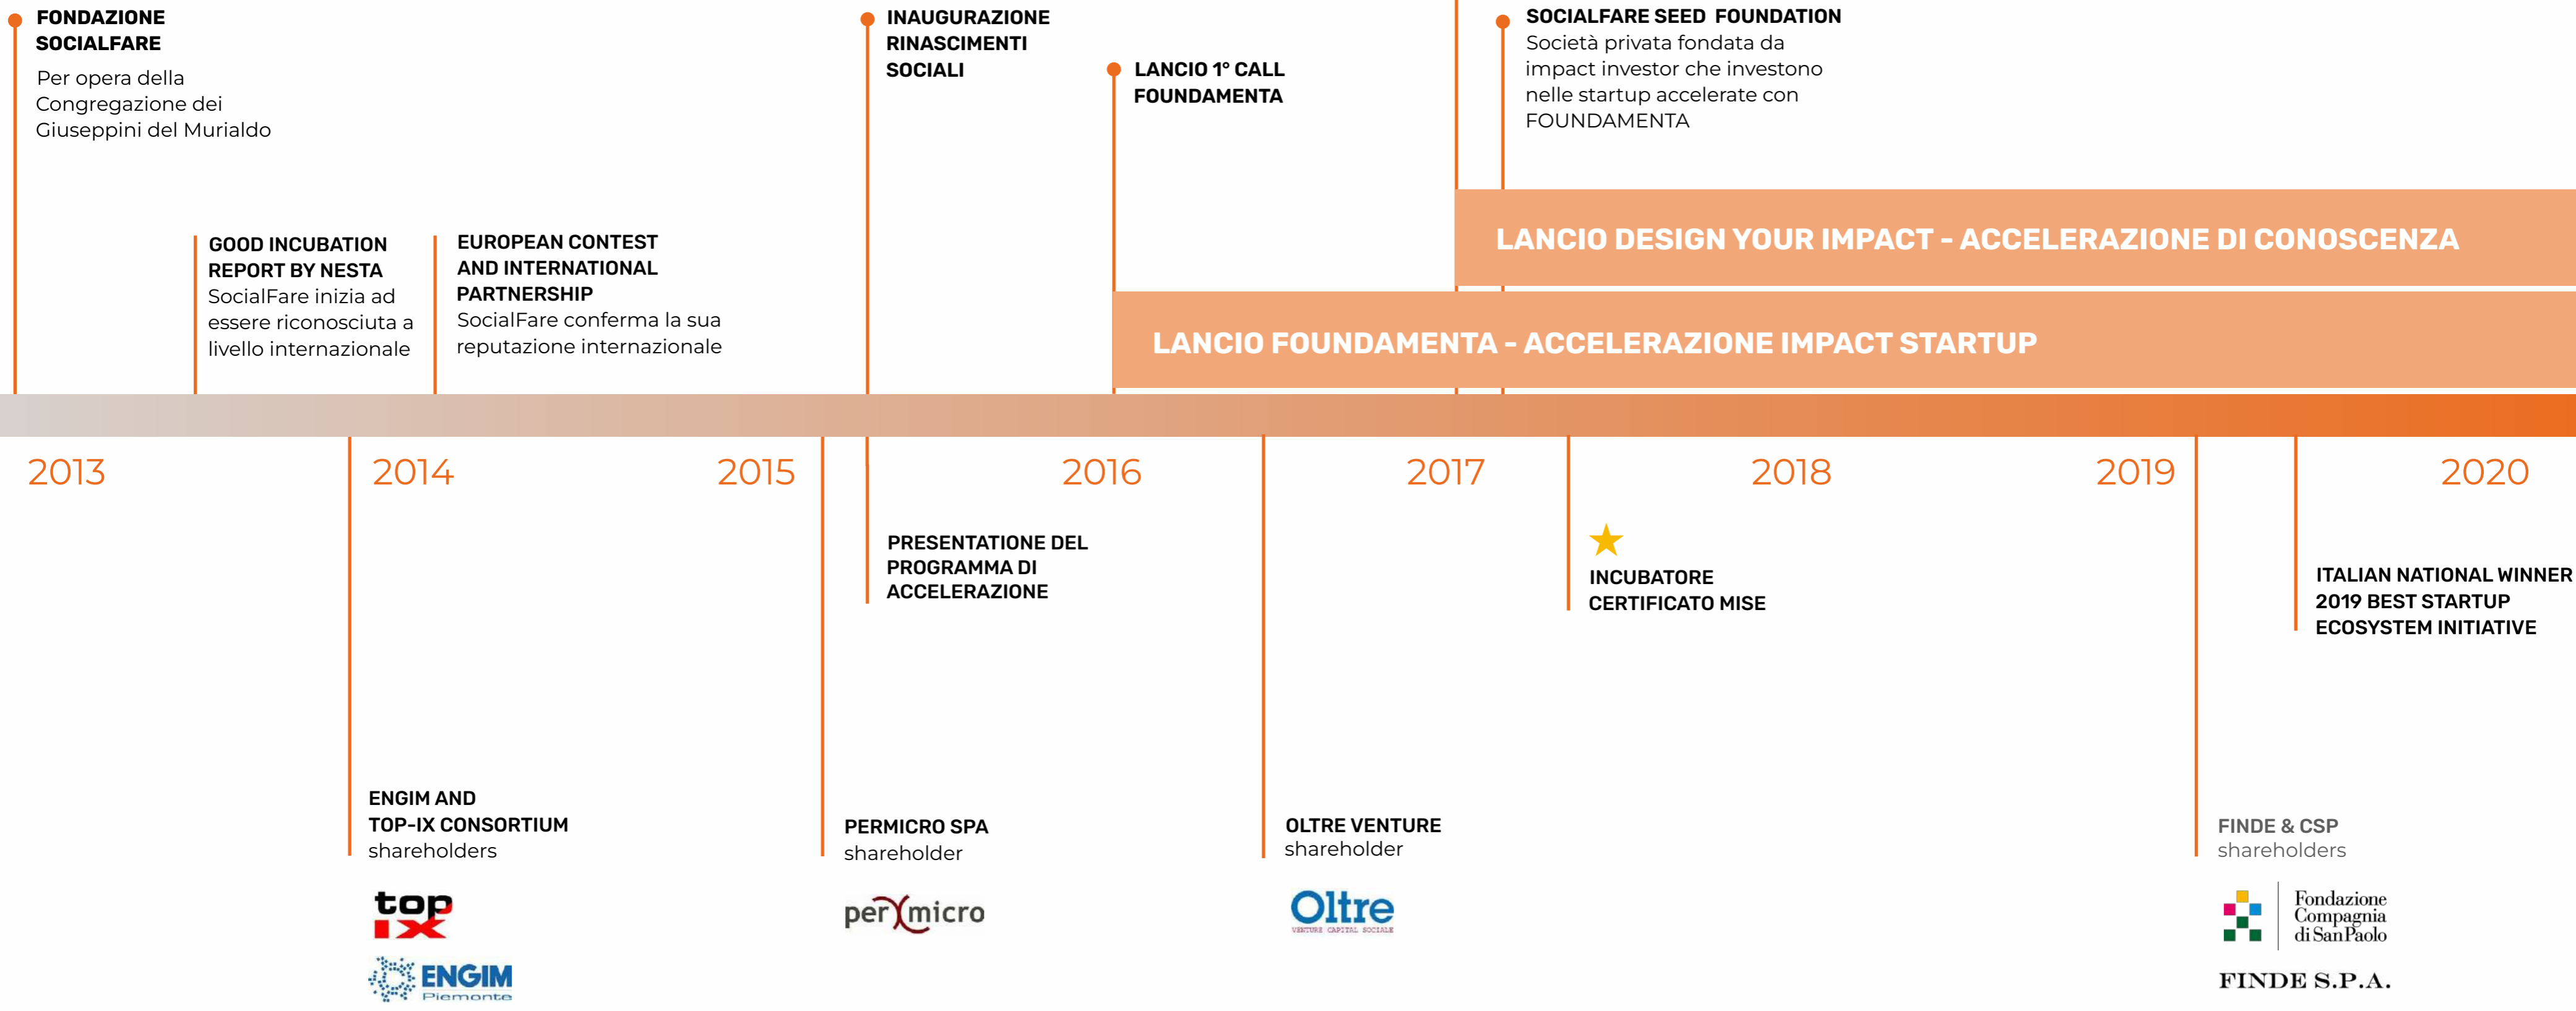 FONDAZIONE
SOCIALFARE
Per opera della
Congregazione dei
Giuseppini del Murialdo
INAUGURAZIONE
RINASCIMENTI
SOCIALI
LANCIO 1° CALL
FOUNDAMENTA
SOCIALFARE SEED FOUNDATION
Società privata fondata da
impact investor che investono
nelle startup accelerate con
FOUNDAMENTA
GOOD INCUBATION
REPORT BY NESTA
SocialFare inizia ad
essere riconosciuta a
livello internazionale
EUROPEAN CONTEST
AND INTERNATIONAL
PARTNERSHIP
SocialFare conferma la sua
reputazione internazionale
LANCIO DESIGN YOUR IMPACT - ACCELERAZIONE DI CONOSCENZA
LANCIO FOUNDAMENTA - ACCELERAZIONE IMPACT STARTUP
2013
2014
2015
2016
2017
2018
2019
2020
PRESENTATIONE DEL
PROGRAMMA DI
ACCELERAZIONE
INCUBATORE
CERTIFICATO MISE
ITALIAN NATIONAL WINNER
2019 BEST STARTUP
ECOSYSTEM INITIATIVE
ENGIM AND
TOP-IX CONSORTIUM
shareholders
top
ix
ENGIM
Piemonte
PERMICRO SPA
shareholder
per micro
OLTRE VENTURE
shareholder
Oltre
VENTURE CAPITAL SOCIALE
FINDE & CSP
shareholders
Fondazione
Compagnia
di San Paolo
FINDE S.P.A.